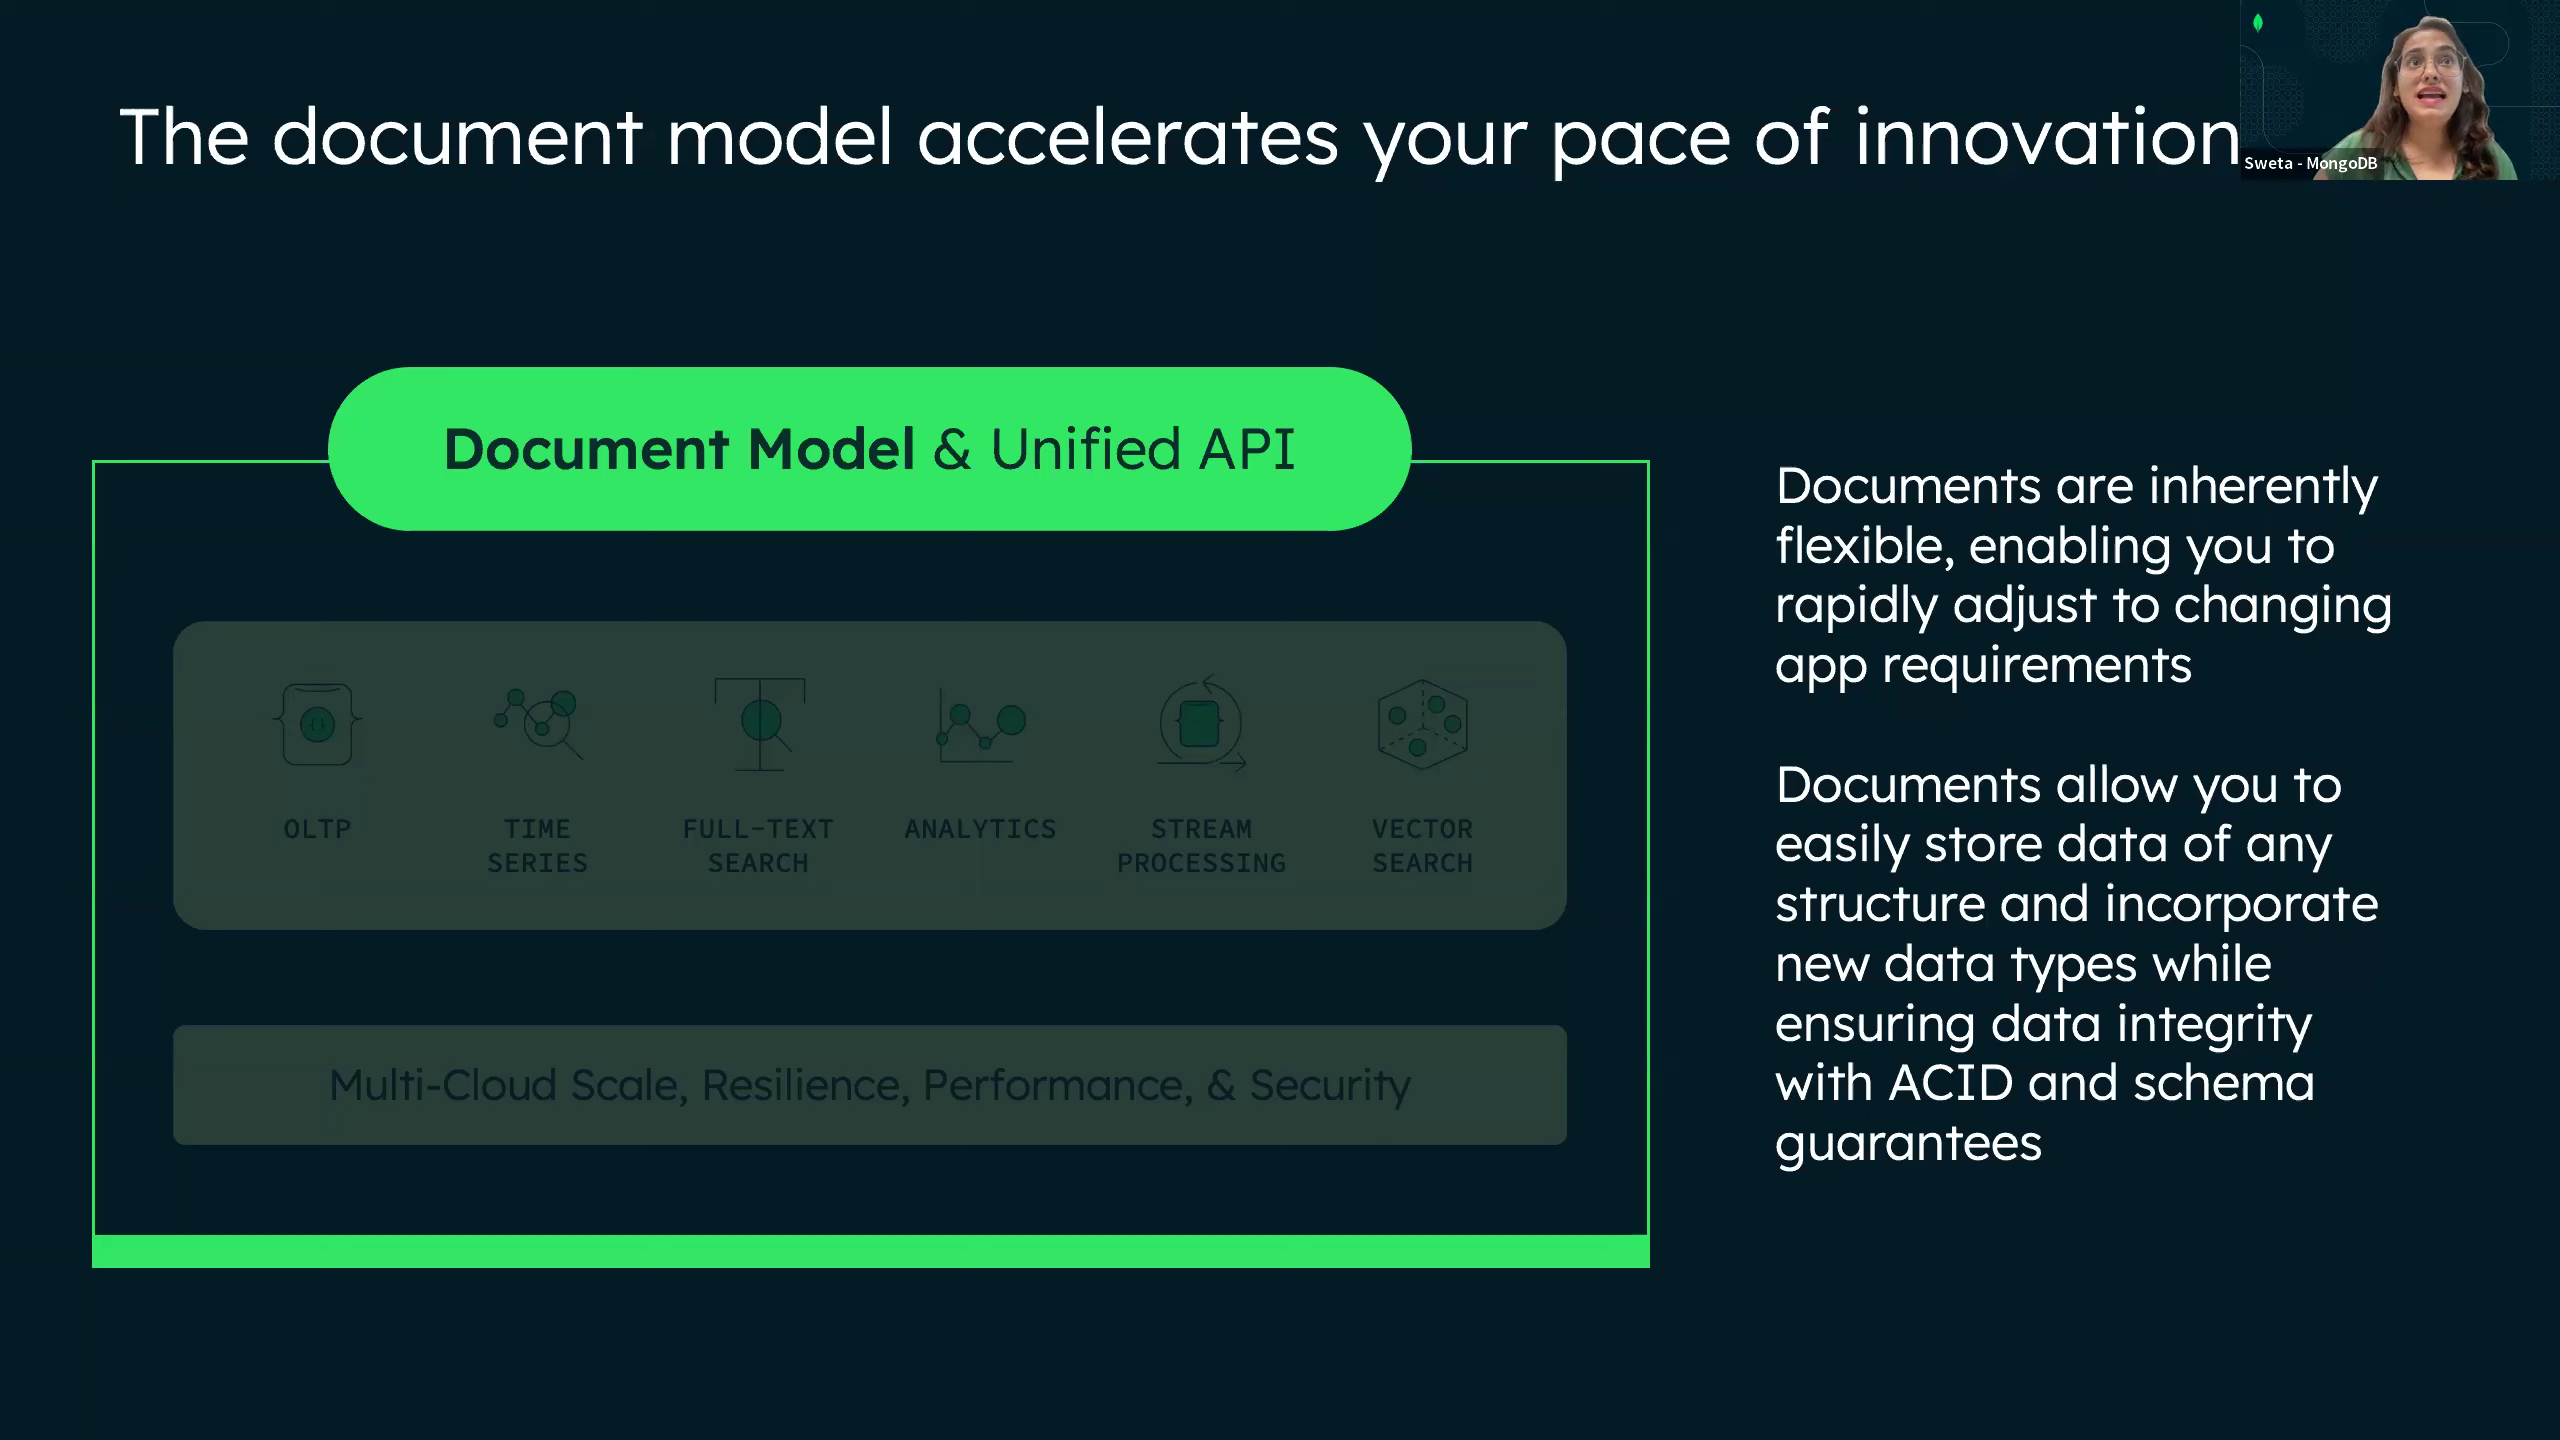 The document model accelerates your pace of innovation
Sweta - MongoDB
Document Model & Unified API
OLTP
TIME
SERIES
FULL-TEXT
SEARCH
ANALYTICS
STREAM
PROCESSING
VECTOR
SEARCH
Multi-Cloud Scale, Resilience, Performance, & Security
Documents are inherently
flexible, enabling you to
rapidly adjust to changing
app requirements
Documents allow you to
easily store data of any
structure and incorporate
new data types while
ensuring data integrity
with ACID and schema
guarantees